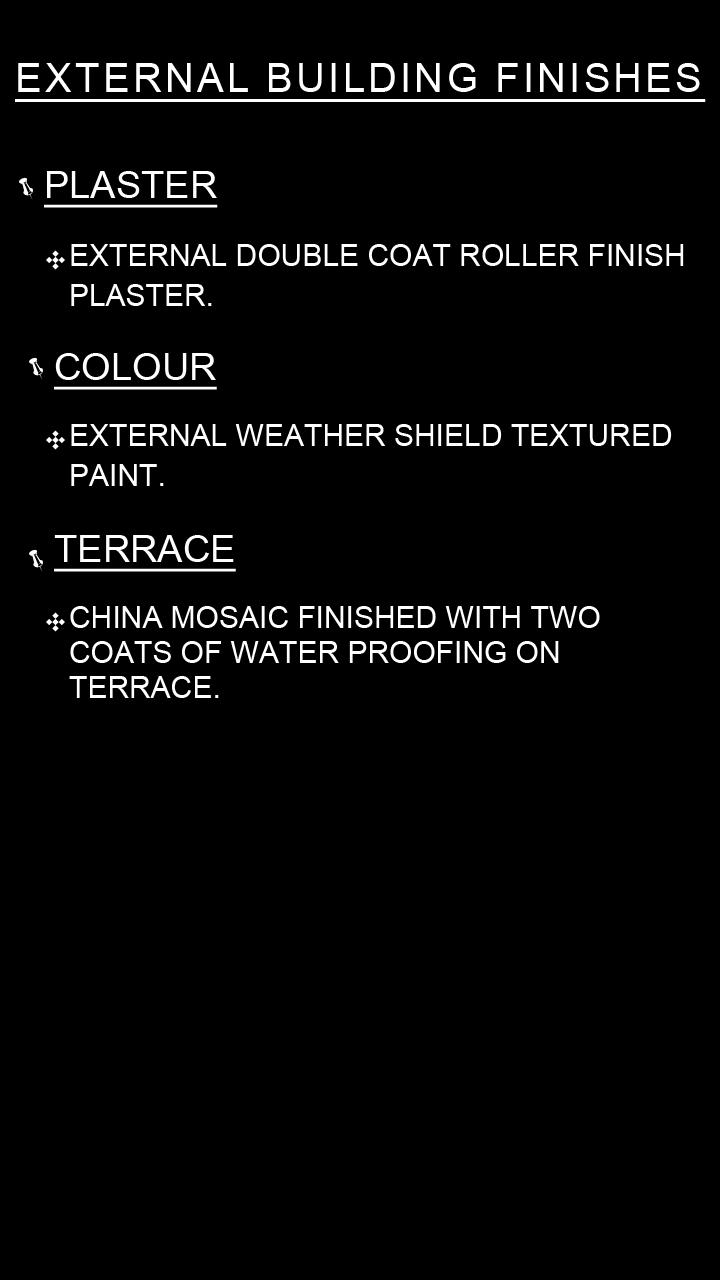 EXTERNAL BUILDING FINISHES
PLASTER
EXTERNAL DOUBLE COAT ROLLER FINISH
PLASTER.
COLOUR
EXTERNAL WEATHER SHIELD TEXTURED
PAINT.
TERRACE
CHINA MOSAIC FINISHED WITH TWO
COATS OF WATER PROOFING ON
TERRACE.